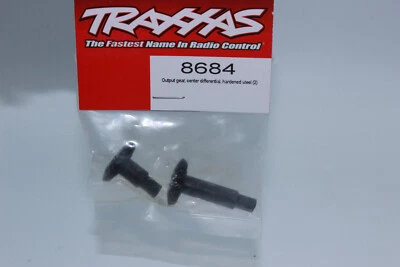 TRAXXAS
The Fastest Name In Radio Control
8684
Output gear, center differential, hardened steel (2)